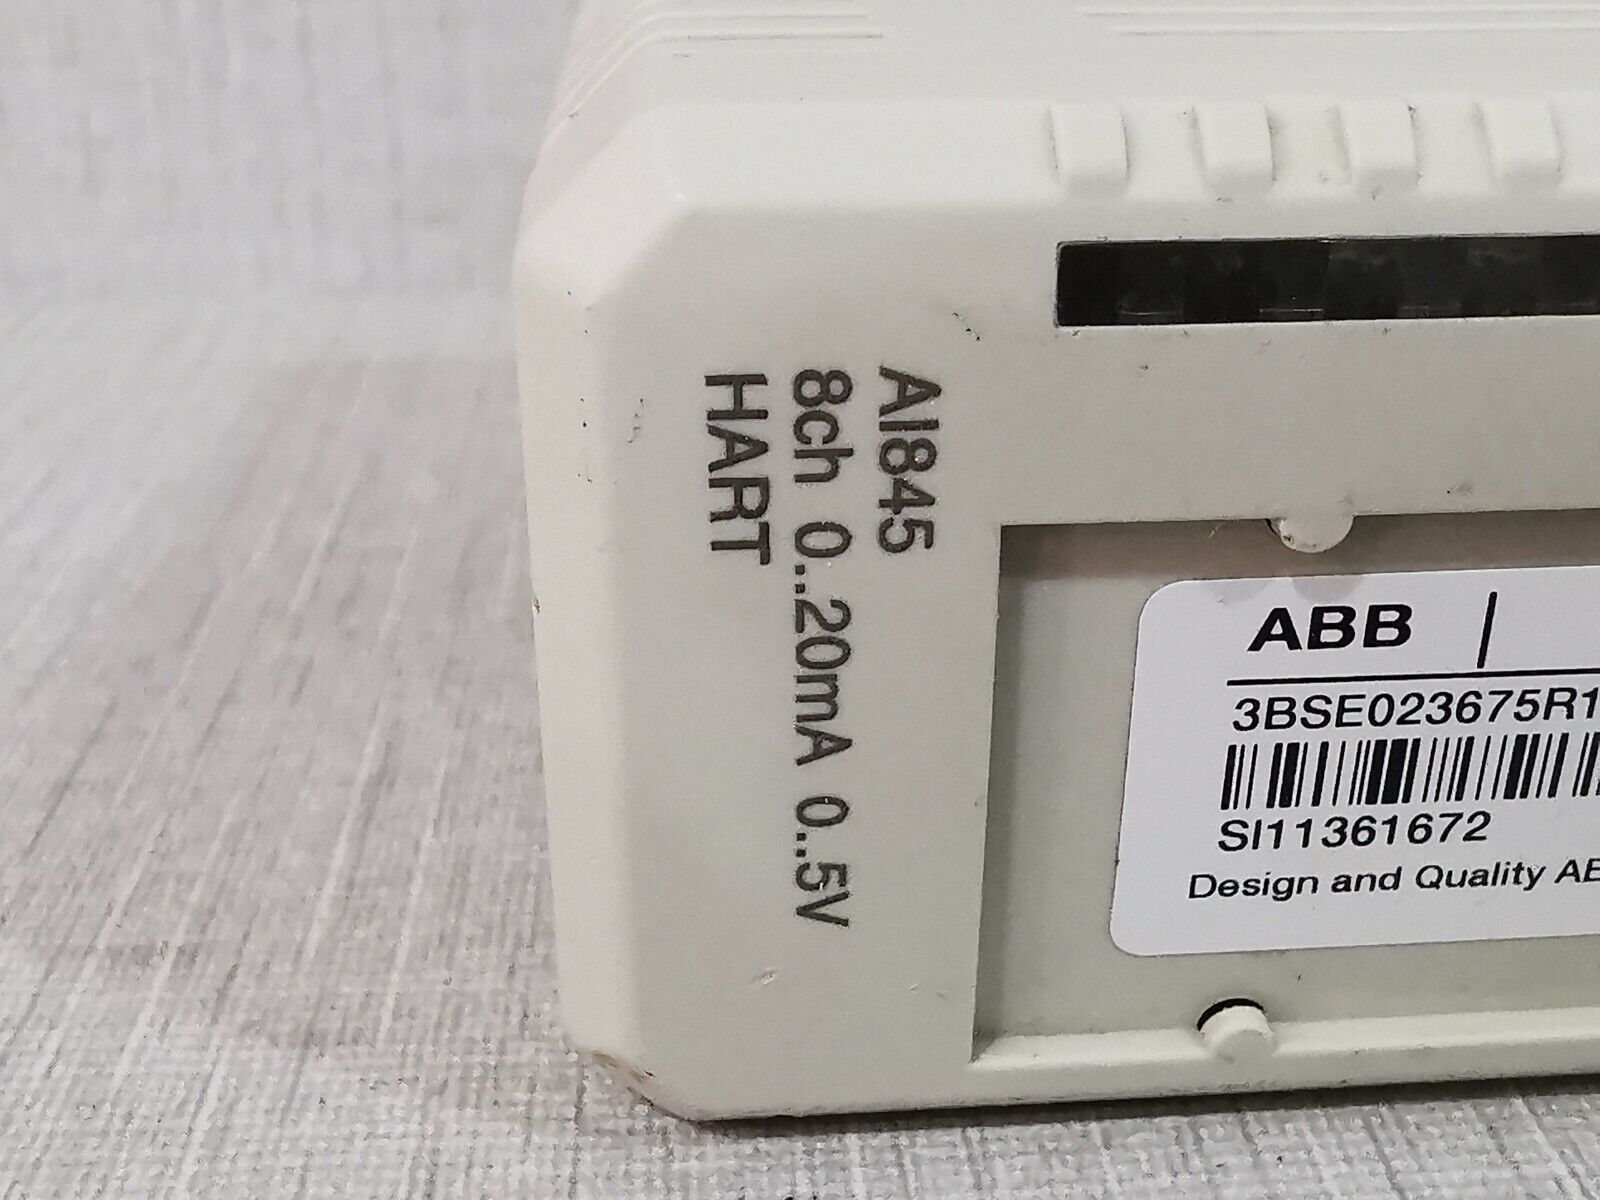 AI845
8ch 0..20mA 0..5V
HART
ABB
3BSE023675R1
SI11361672
Design and Quality AB